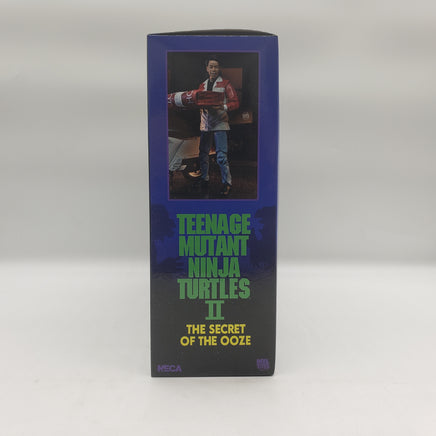 TEENAGE
MUTANT
NINJA
TURTLES
II
THE SECRET
OF THE OOZE
NECA